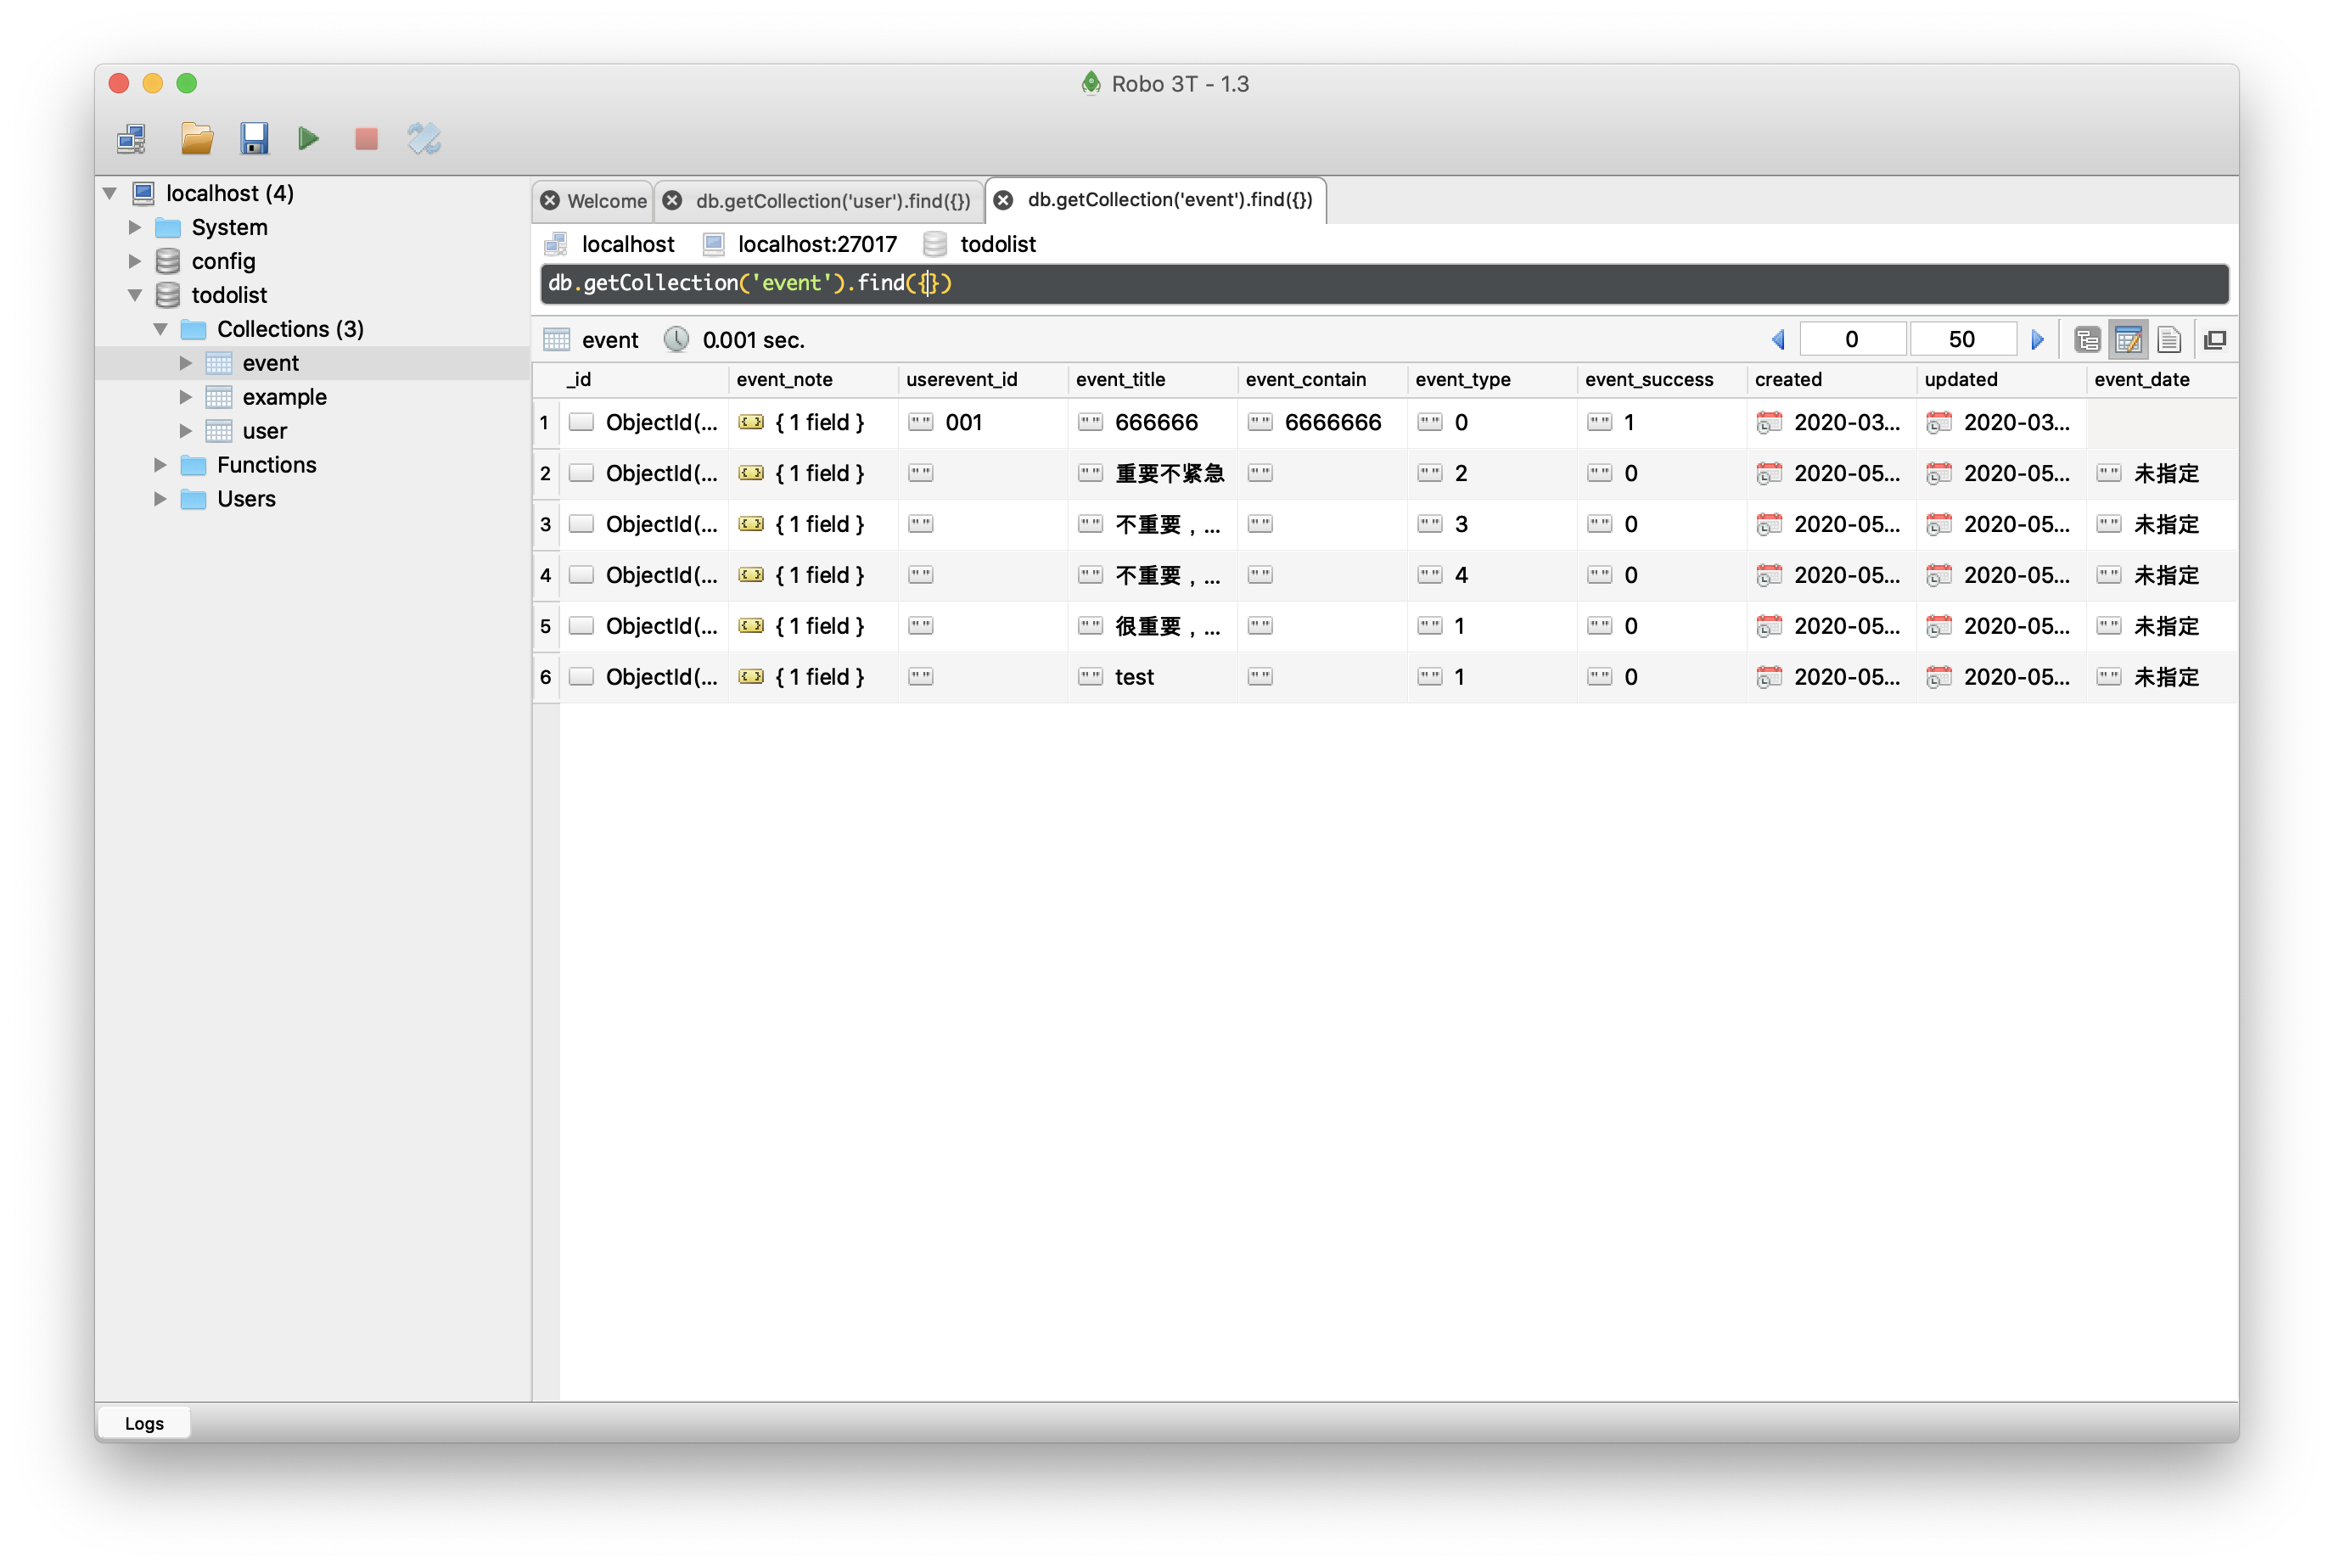 Robo 3T - 1.3
localhost (4)
System
config
todolist
Collections (3)
event
example
user
Functions
Users
Welcome db.getCollection('user').find({}) db.getCollection('event').find({})
localhost localhost:27017 todolist
db.getCollection('event').find({})
event 0.001 sec. 0 50
_id event_note userevent_id event_title event_contain event_type event_success created updated event_date
1 ObjectId(... { 1 field } "" 001 "" 666666 "" 6666666 "" 0 "" 1 2020-03... 2020-03...
2 ObjectId(... { 1 field } "" "" 重要不紧急 "" "" 2 "" 0 2020-05... 2020-05... "" 未指定
3 ObjectId(... { 1 field } "" "" 不重要，... "" "" 3 "" 0 2020-05... 2020-05... "" 未指定
4 ObjectId(... { 1 field } "" "" 不重要，... "" "" 4 "" 0 2020-05... 2020-05... "" 未指定
5 ObjectId(... { 1 field } "" "" 很重要，... "" "" 1 "" 0 2020-05... 2020-05... "" 未指定
6 ObjectId(... { 1 field } "" "" test "" "" 1 "" 0 2020-05... 2020-05... "" 未指定
Logs